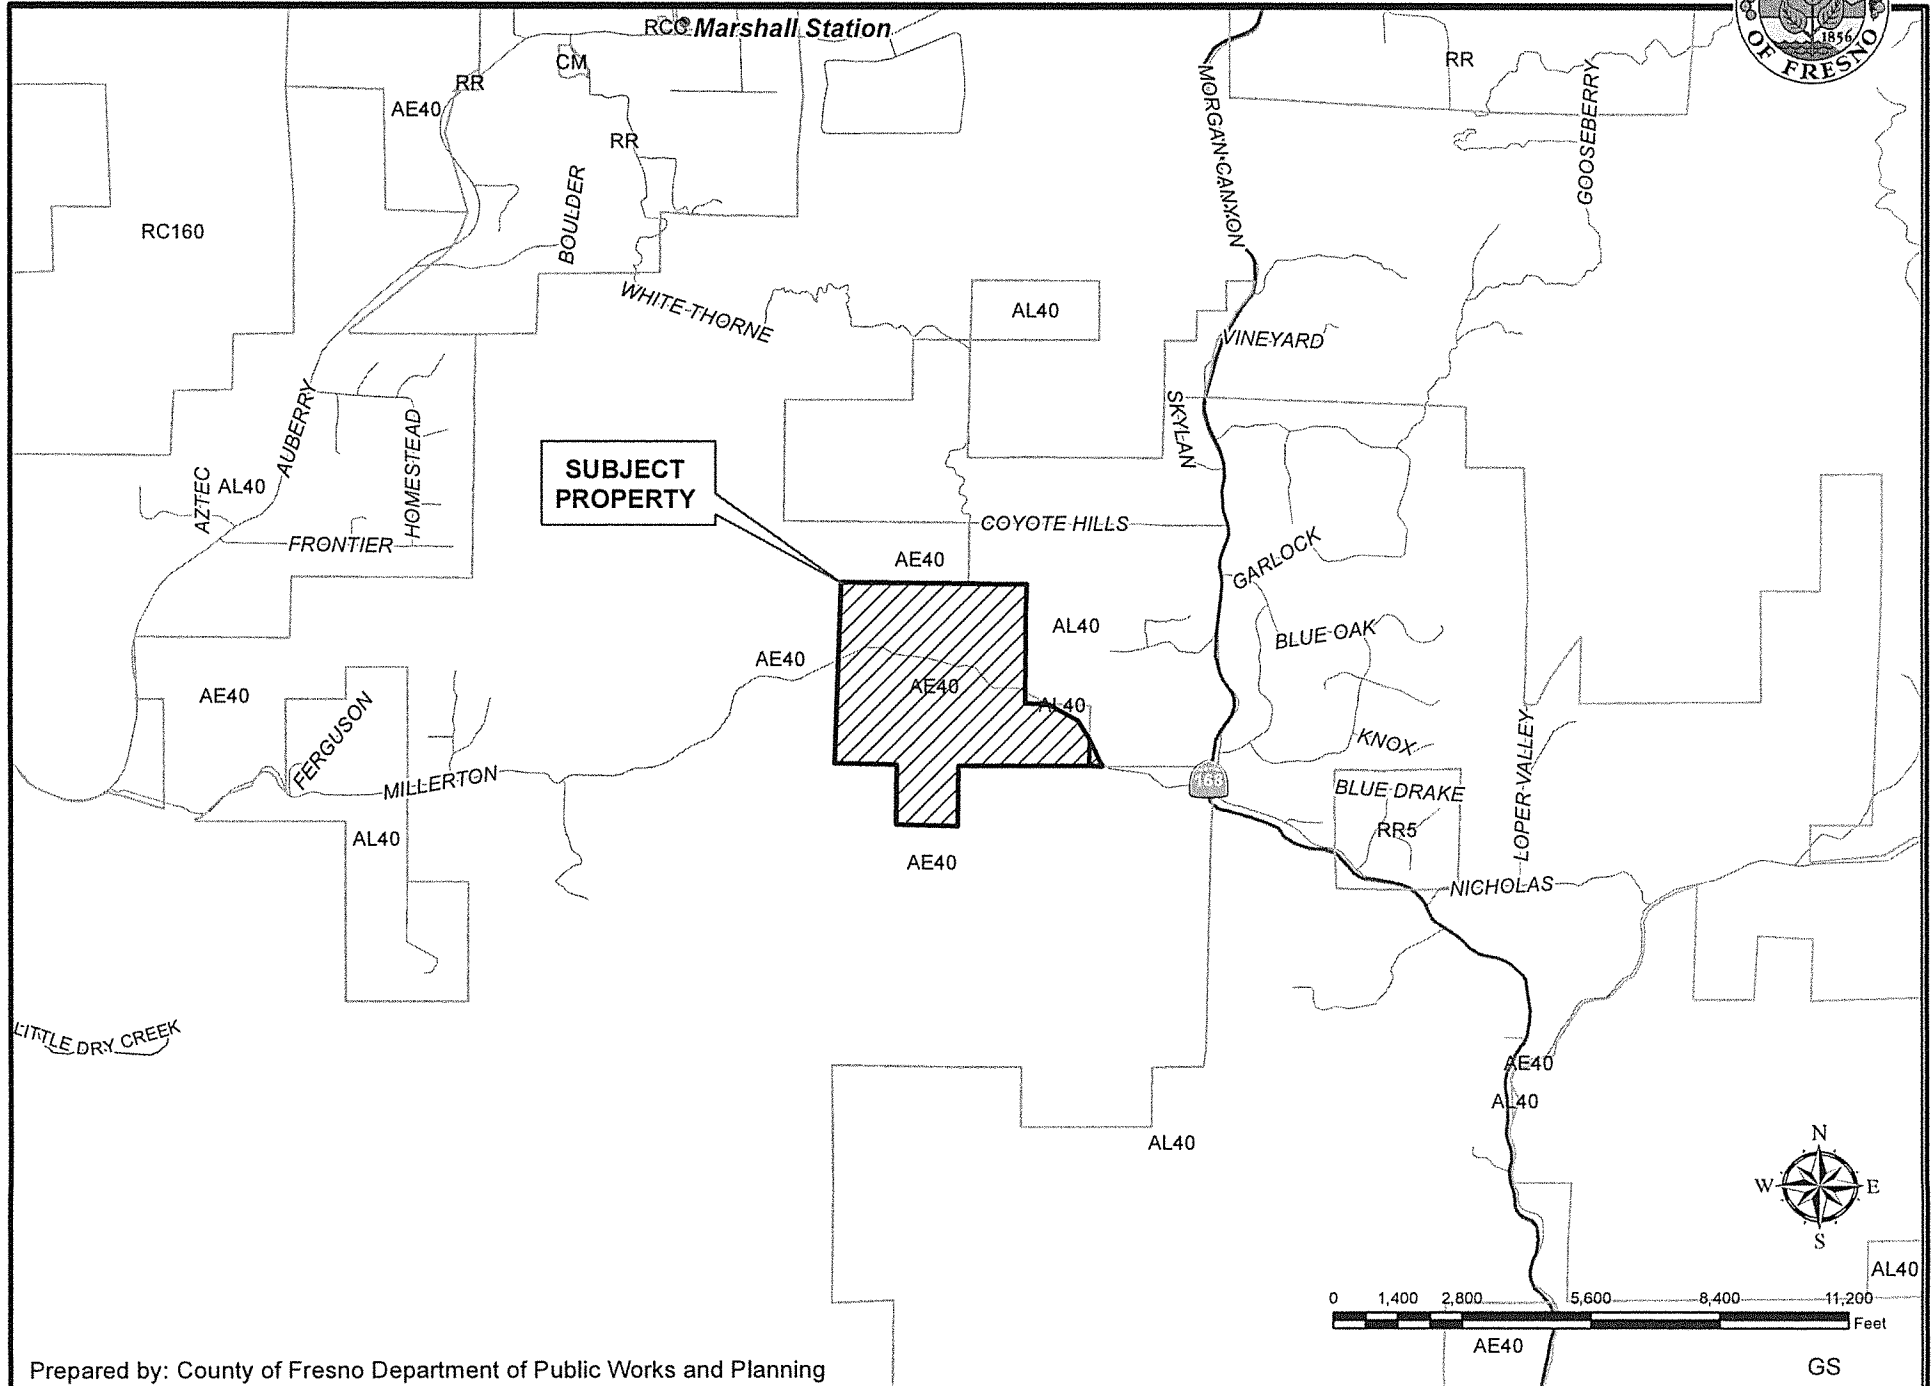 RCC Marshall Station
CM
RR
AE40
RR
BOULDER
RC160
WHITE THORNE
MORGAN CANYON
RR
GOOSEBERRY
1856
OF FRESNO
AL40
VINEYARD
SKYLAN
AUBERRY
HOMESTEAD
AZTEC
AL40
FRONTIER
SUBJECT
PROPERTY
COYOTE HILLS
AE40
GARLOCK
AL40
BLUE OAK
AE40
AE40
AL40
AE40
FERGUSON
MILLERTON
KNOX
LOPER VALLEY
168
BLUE DRAKE
RR5
AL40
AE40
NICHOLAS
LITTLE DRY CREEK
AE40
AL40
AL40
N
W
E
S
AL40
0 1,400 2,800 5,600 8,400 11,200
Feet
AE40
Prepared by: County of Fresno Department of Public Works and Planning
GS